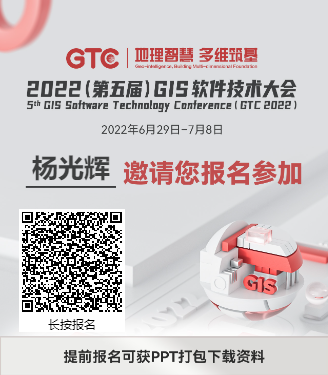 GTC 地理智慧 多维筑基
Geo-intelligence, Building Multi-dimensional Foundation
2022（第五届）GIS 软件技术大会
5th GIS Software Technology Conference ( GTC 2022 )
2022年6月29日-7月8日
杨光辉 邀请您报名参加
GIS
长按报名
提前报名可获PPT打包下载资料